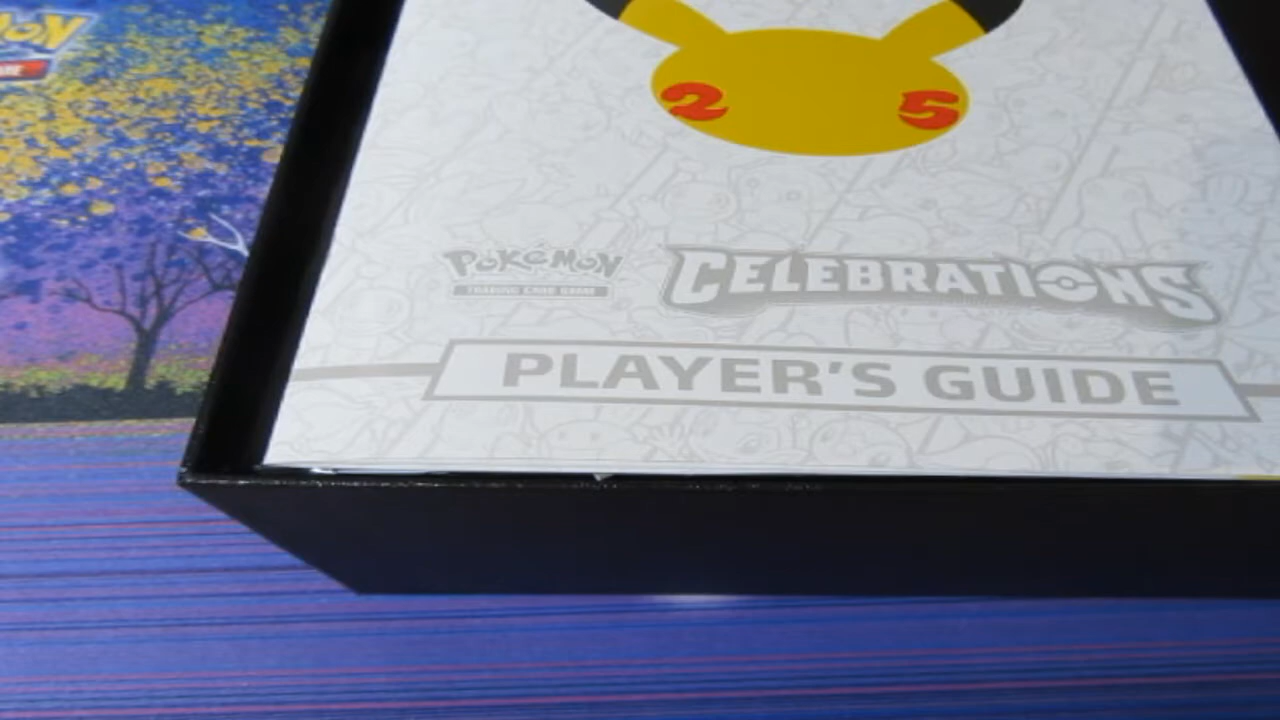 2 5
POKÉMON
TRADING CARD GAME
CELEBRATIONS
PLAYER'S GUIDE